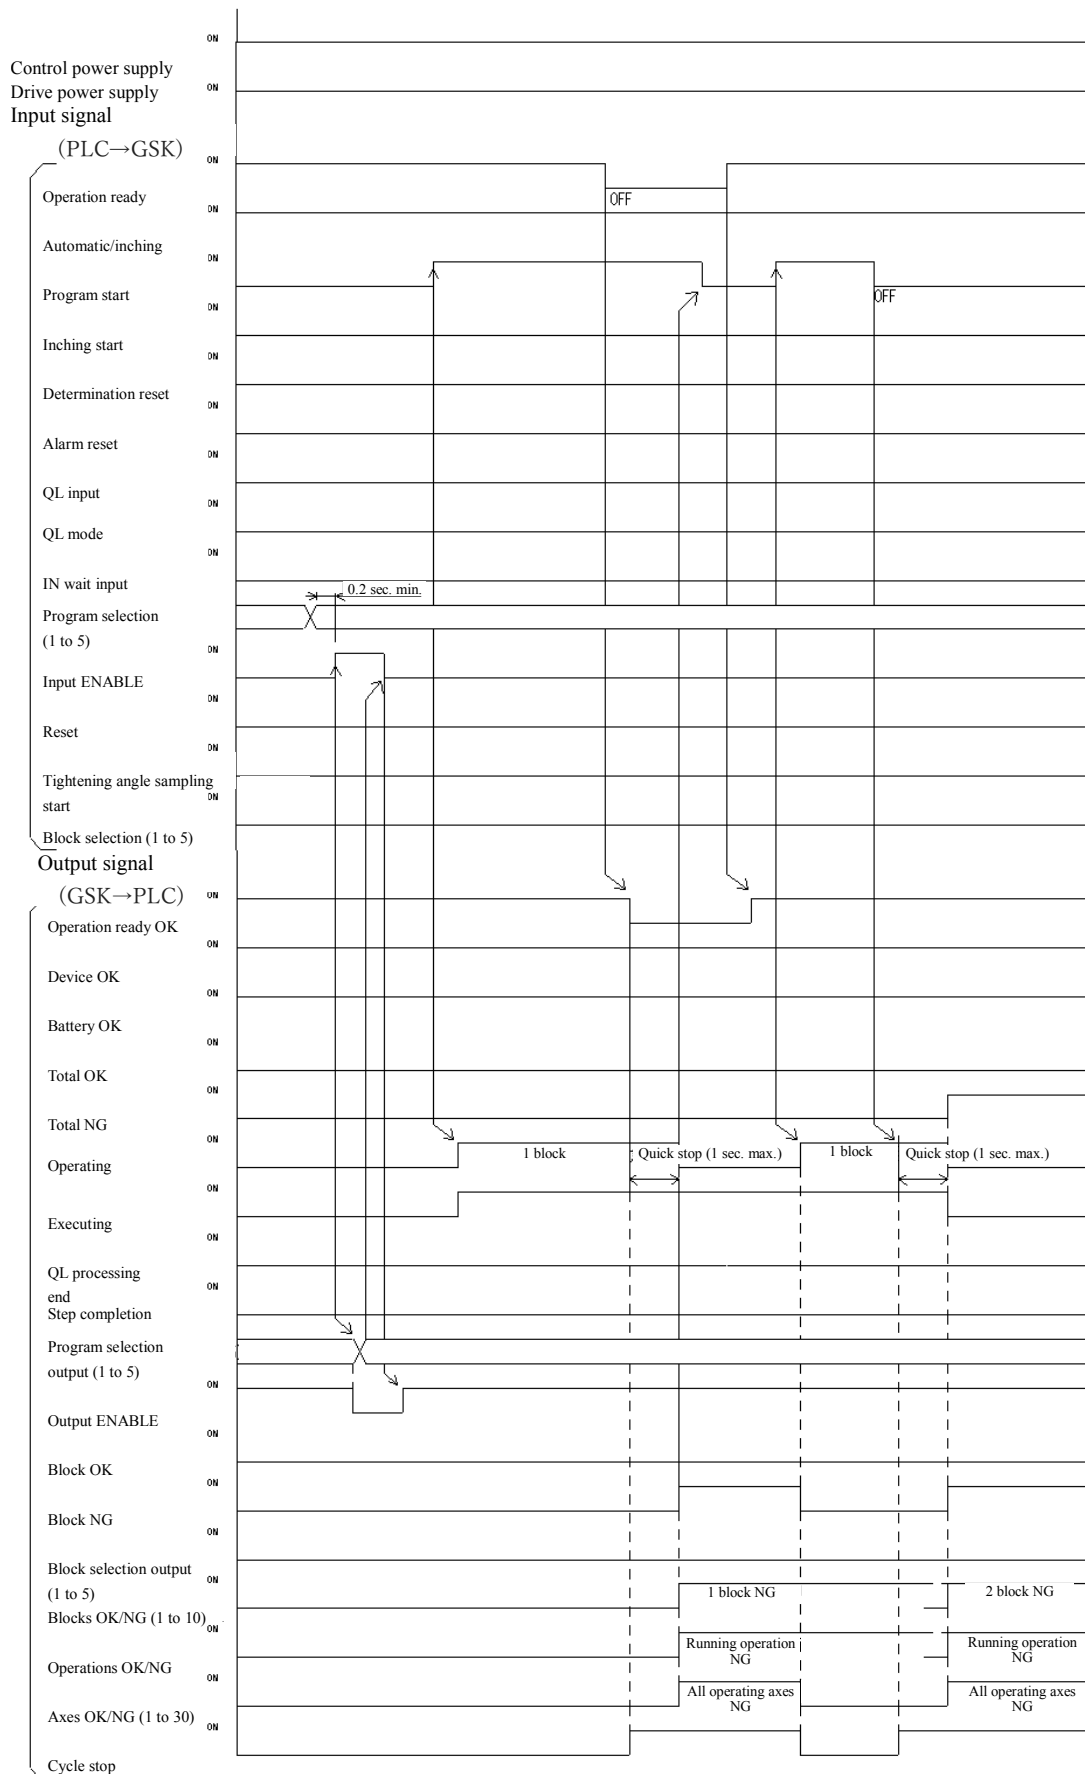 ON
Control power supply
ON
Drive power supply
Input signal
(PLC→GSK)
ON
Operation ready
OFF
ON
Automatic/inching
ON
Program start
OFF
ON
Inching start
ON
Determination reset
ON
Alarm reset
ON
QL input
ON
QL mode
ON
IN wait input
0.2 sec. min.
Program selection
(1 to 5)
ON
Input ENABLE
ON
Reset
ON
Tightening angle sampling
ON
start
Block selection (1 to 5)
Output signal
(GSK→PLC)
ON
Operation ready OK
ON
Device OK
ON
Battery OK
ON
Total OK
ON
Total NG
ON
Operating
1 block
Quick stop (1 sec. max.)
1 block
Quick stop (1 sec. max.)
ON
Executing
ON
QL processing
ON
end
Step completion
Program selection
output (1 to 5)
ON
Output ENABLE
ON
Block OK
ON
Block NG
ON
Block selection output
ON
(1 to 5)
1 block NG
2 block NG
Blocks OK/NG (1 to 10)
ON
Running operation
NG
Running operation
NG
Operations OK/NG
ON
All operating axes
NG
All operating axes
NG
Axes OK/NG (1 to 30)
ON
Cycle stop